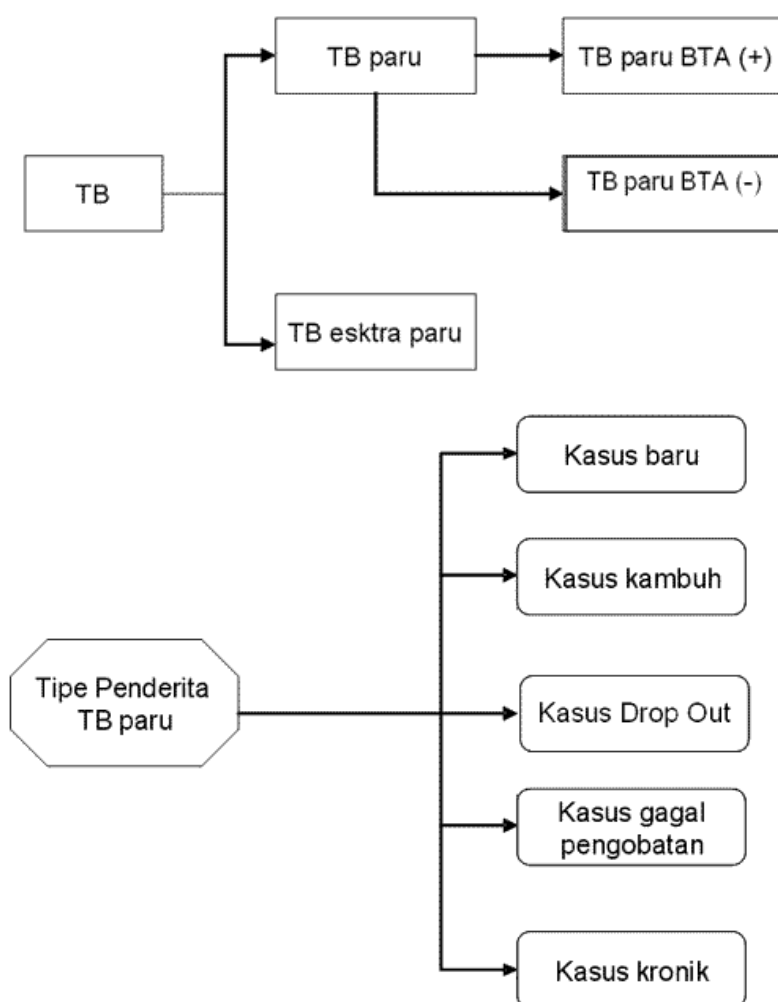 TB paru
TB paru BTA (+)
TB
TB paru BTA (-)
TB esktra paru
Kasus baru
Kasus kambuh
Tipe Penderita
TB paru
Kasus Drop Out
Kasus gagal
pengobatan
Kasus kronik